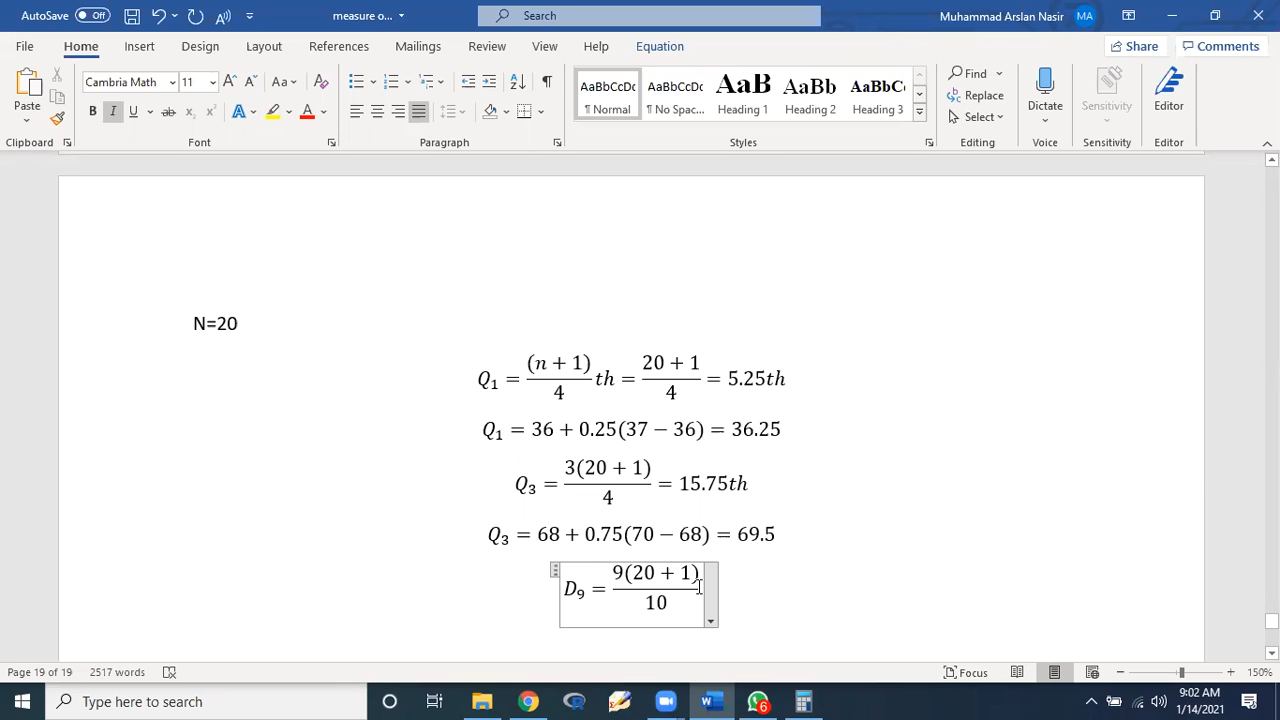 AutoSave Off measure o... Search Muhammad Arslan Nasir MA
File Home Insert Design Layout References Mailings Review View Help Equation Share Comments
Paste Cambria Math 11 A A Aa A
B I U ab x₂ x² A A
AaBbCcDc AaBbCcDc AaB AaBb AaBbC
¶ Normal ¶ No Spac... Heading 1 Heading 2 Heading 3
Find Replace Select Dictate Sensitivity Editor
Clipboard Font Paragraph Styles Editing Voice Sensitivity Editor
N=20
Q₁ = (n + 1)/4 th = 20 + 1/4 = 5.25th
Q₁ = 36 + 0.25(37 − 36) = 36.25
Q₃ = 3(20 + 1)/4 = 15.75th
Q₃ = 68 + 0.75(70 − 68) = 69.5
D₉ = 9(20 + 1)/10
Page 19 of 19 2517 words Focus 150%
Type here to search 6 9:02 AM
1/14/2021